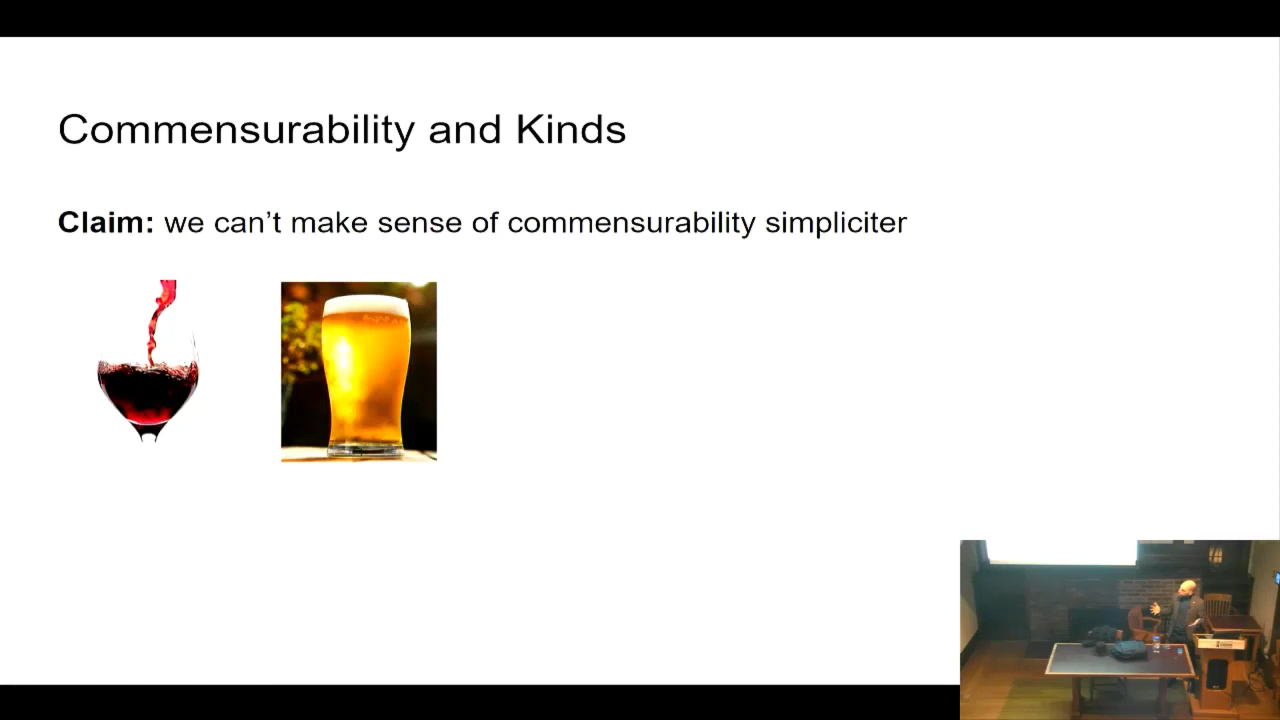 Commensurability and Kinds
Claim: we can't make sense of commensurability simpliciter